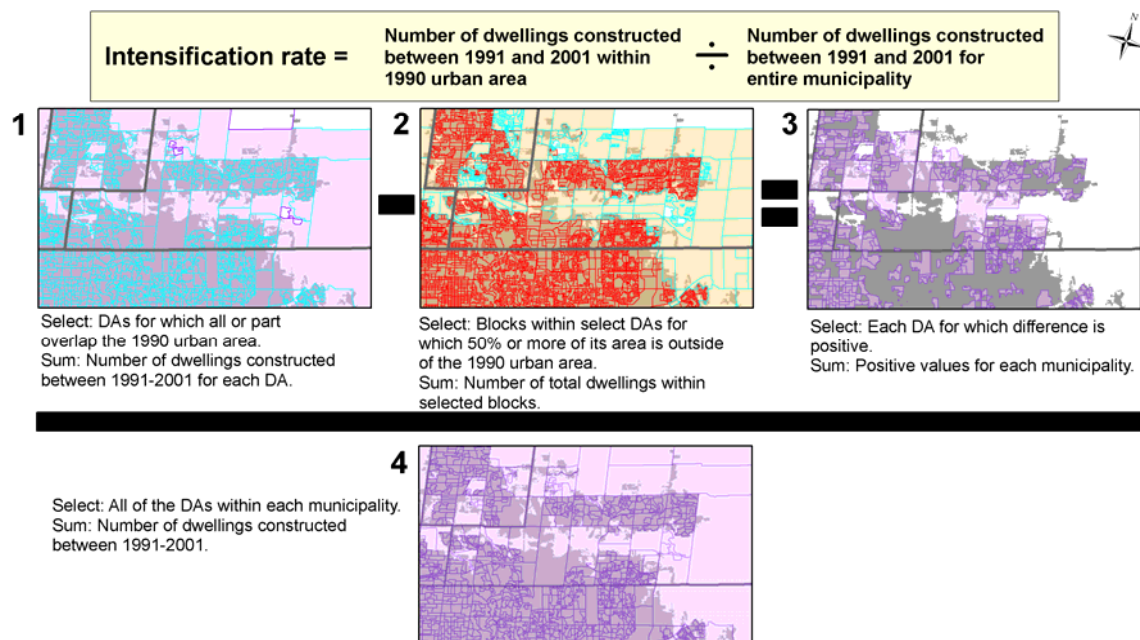 Intensification rate =
Number of dwellings constructed
between 1991 and 2001 within
1990 urban area
÷
Number of dwellings constructed
between 1991 and 2001 for
entire municipality
N
1
2
3
Select: DAs for which all or part
overlap the 1990 urban area.
Sum: Number of dwellings constructed
between 1991-2001 for each DA.
Select: Blocks within select DAs for
which 50% or more of its area is outside
of the 1990 urban area.
Sum: Number of total dwellings within
selected blocks.
Select: Each DA for which difference is
positive.
Sum: Positive values for each municipality.
4
Select: All of the DAs within each municipality.
Sum: Number of dwellings constructed
between 1991-2001.